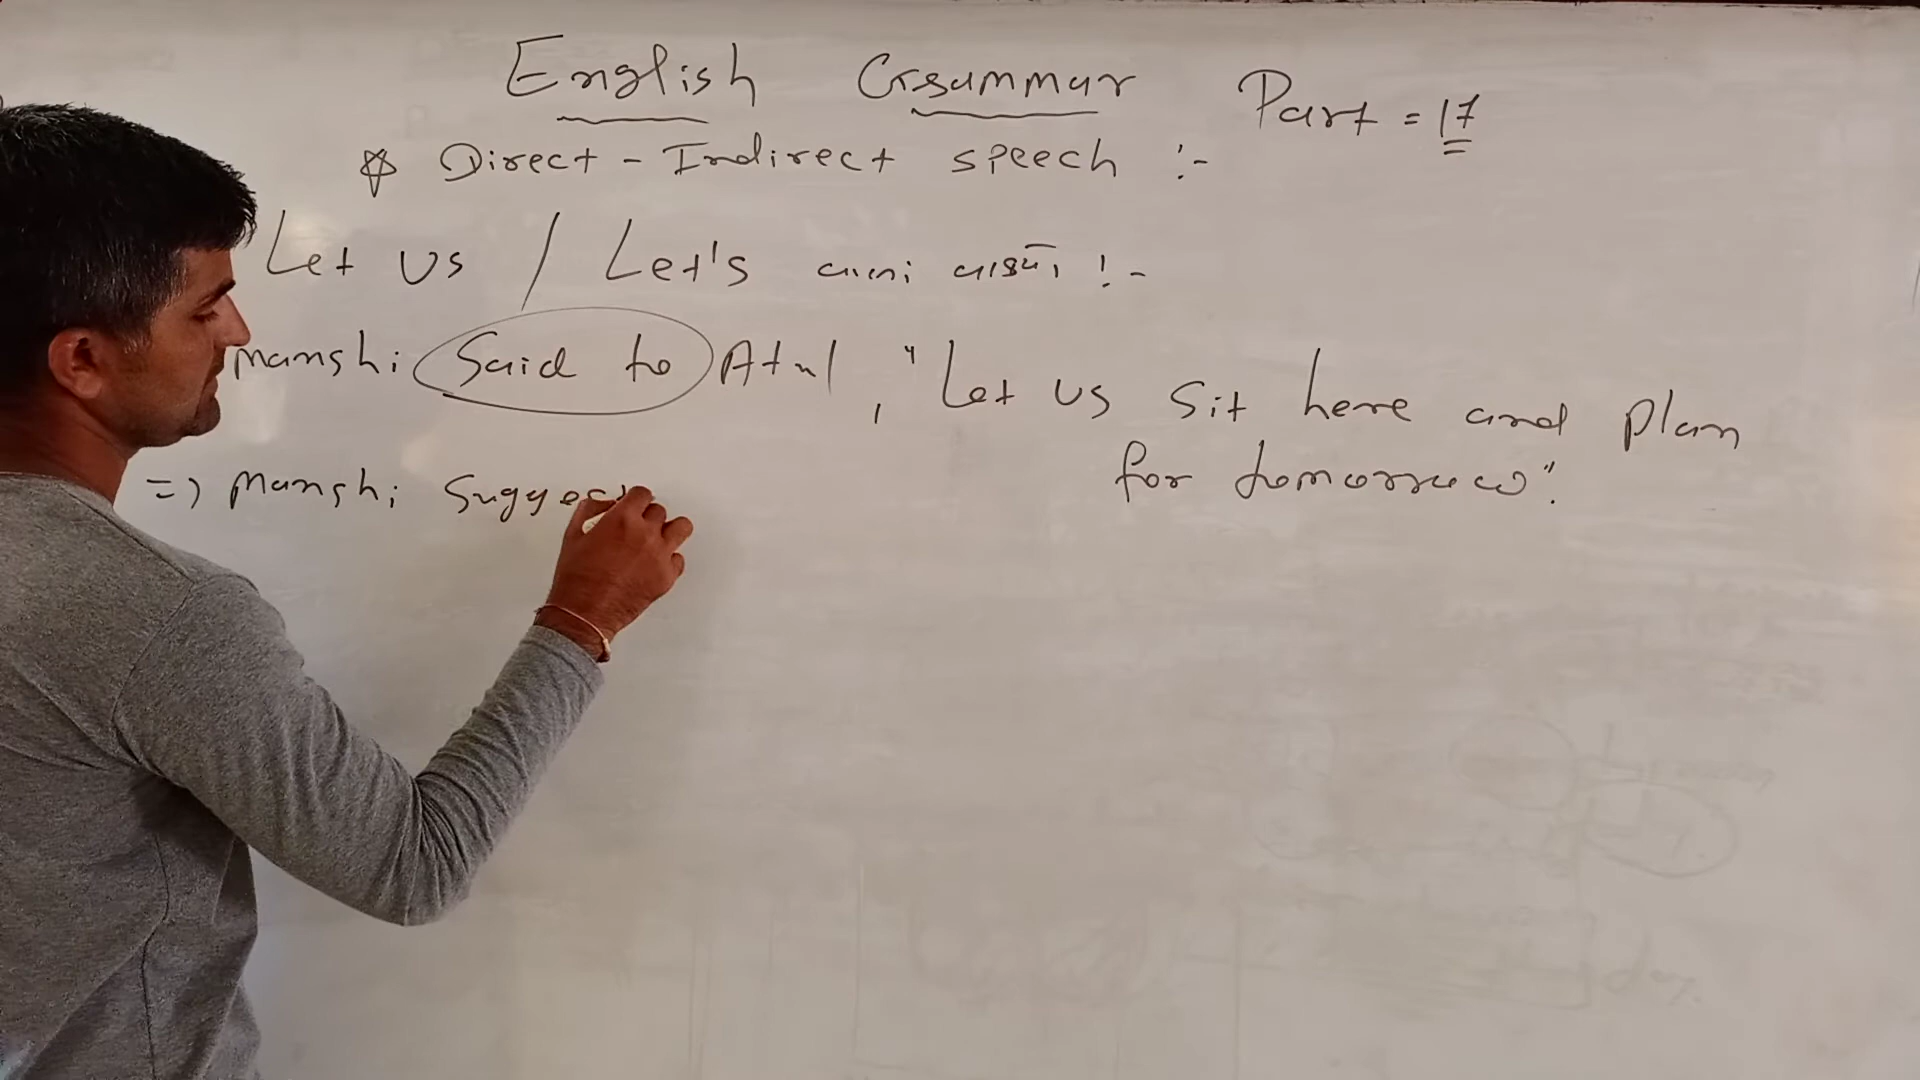 English Grammar Part = 17
☆ Direct - Indirect speech :-
Let us / Let's વાળા વાક્યો :-
manshi Said to Atul, "Let us sit here and plan
for tomorrow".
=> manshi Sugges